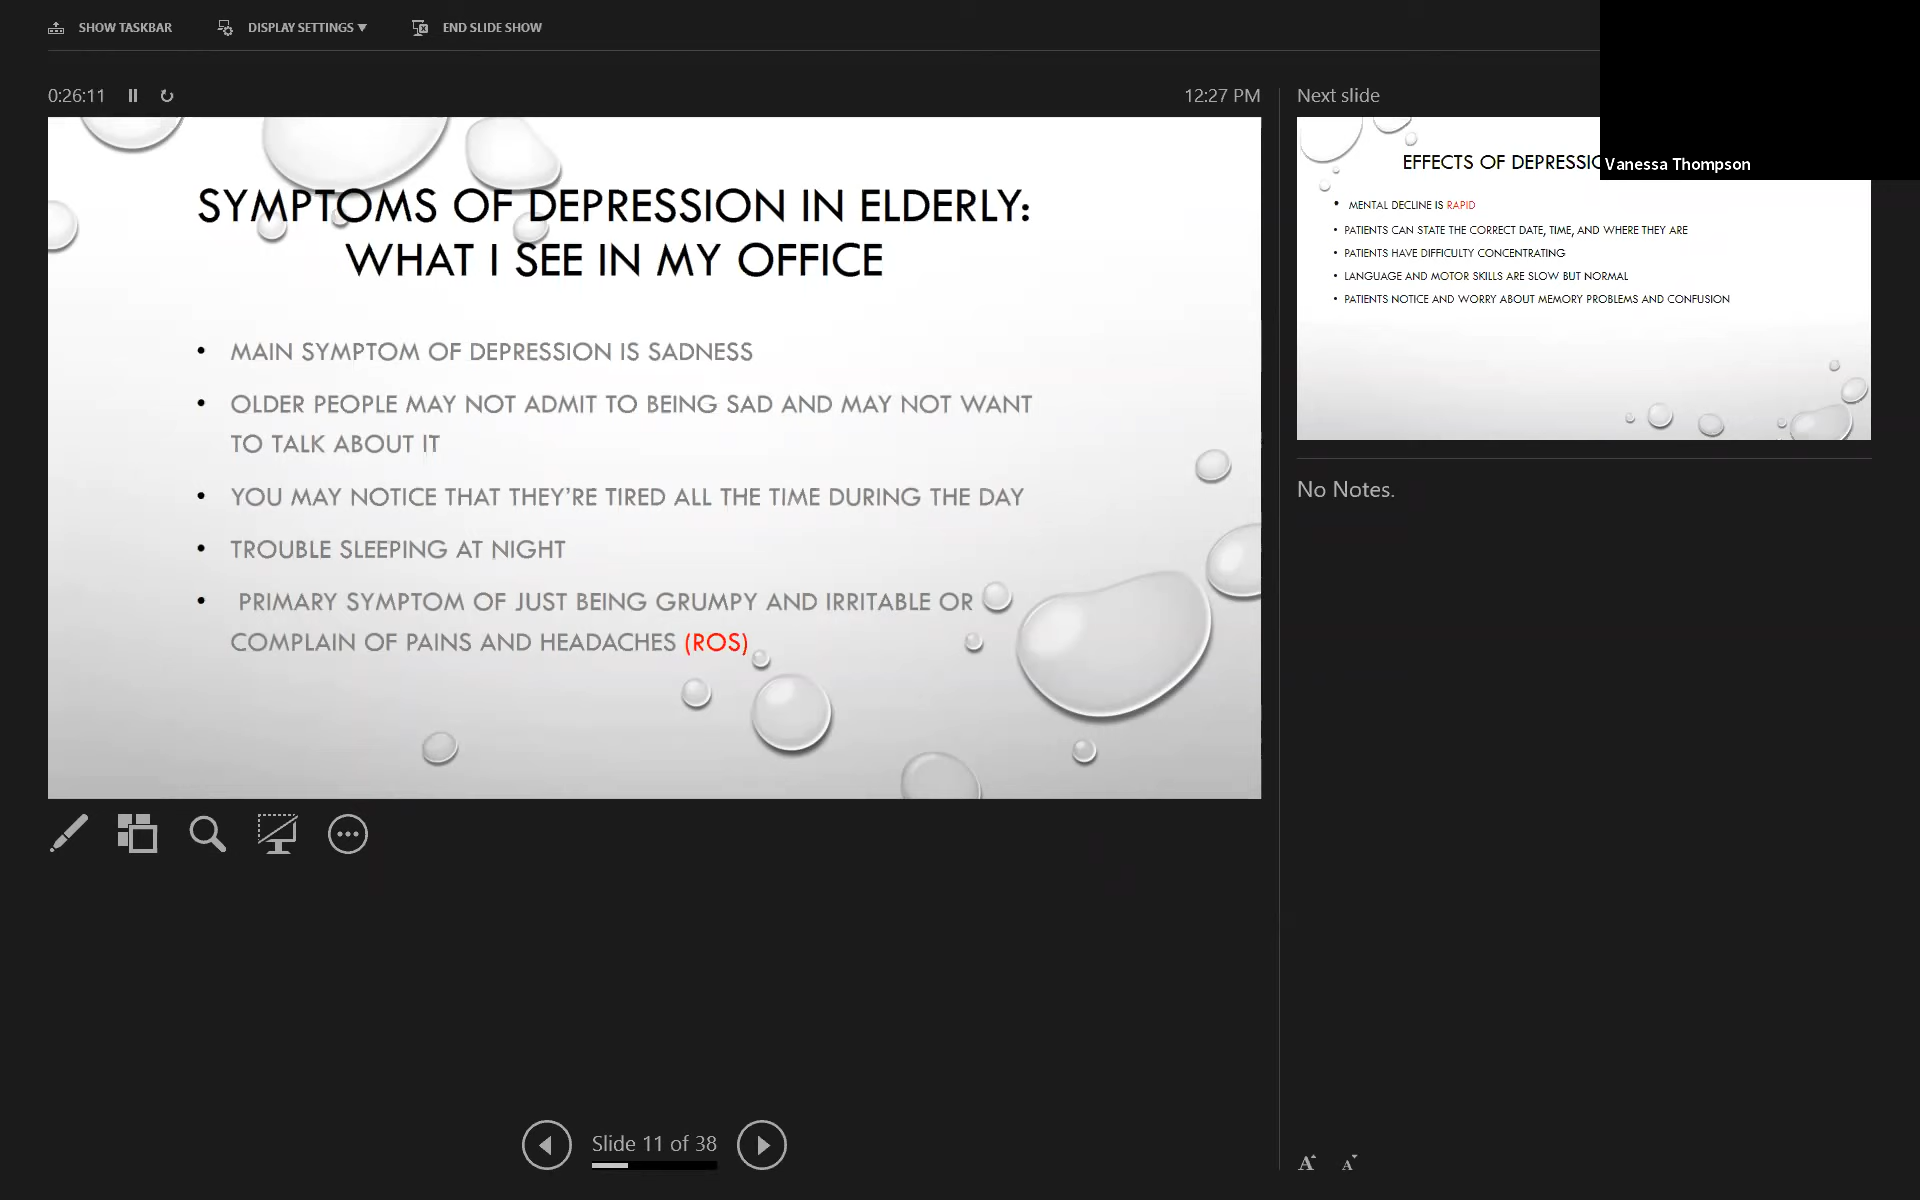 SHOW TASKBAR
DISPLAY SETTINGS
END SLIDE SHOW
0:26:11
12:27 PM
SYMPTOMS OF DEPRESSION IN ELDERLY:
WHAT I SEE IN MY OFFICE
• MAIN SYMPTOM OF DEPRESSION IS SADNESS
• OLDER PEOPLE MAY NOT ADMIT TO BEING SAD AND MAY NOT WANT
TO TALK ABOUT IT
• YOU MAY NOTICE THAT THEY'RE TIRED ALL THE TIME DURING THE DAY
• TROUBLE SLEEPING AT NIGHT
• PRIMARY SYMPTOM OF JUST BEING GRUMPY AND IRRITABLE OR
COMPLAIN OF PAINS AND HEADACHES (ROS)
Slide 11 of 38
Next slide
EFFECTS OF
Vanessa Thompson
• MENTAL DECLINE IS RAPID
• PATIENTS CAN STATE THE CORRECT DATE, TIME, AND WHERE THEY ARE
• PATIENTS HAVE DIFFICULTY CONCENTRATING
• LANGUAGE AND MOTOR SKILLS ARE SLOW BUT NORMAL
• PATIENTS NOTICE AND WORRY ABOUT MEMORY PROBLEMS AND CONFUSION
No Notes.
A A